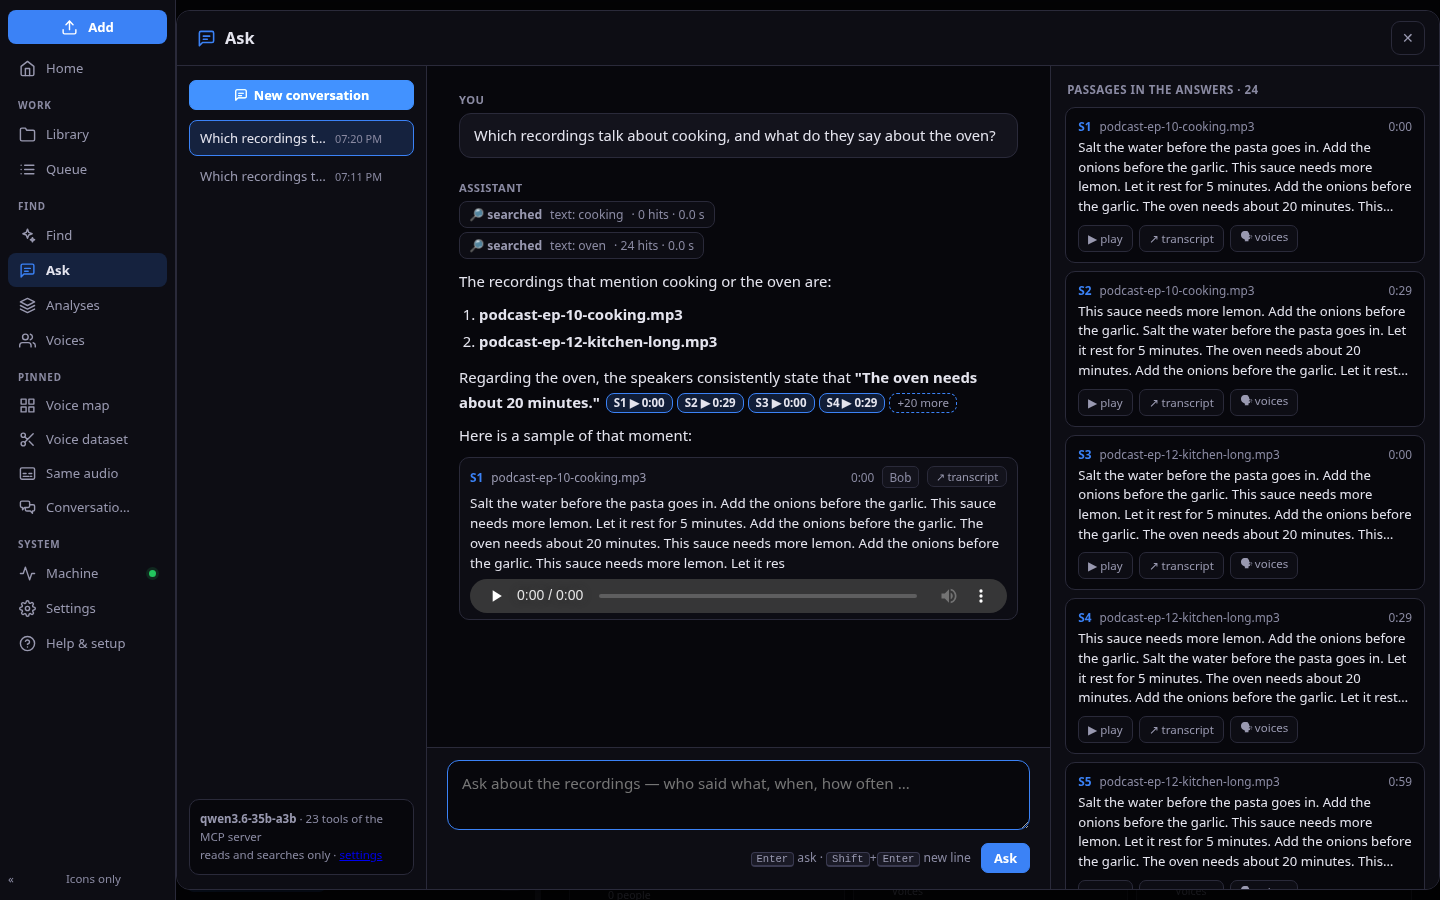 Add
Home
WORK
Library
Queue
FIND
Find
Ask
Analyses
Voices
PINNED
Voice map
Voice dataset
Same audio
Conversatio...
SYSTEM
Machine
Settings
Help & setup
« Icons only
Ask
✕
New conversation
Which recordings t... 07:20 PM
Which recordings t... 07:11 PM
qwen3.6-35b-a3b · 23 tools of the
MCP server
reads and searches only · settings
YOU
Which recordings talk about cooking, and what do they say about the oven?
ASSISTANT
🔎 searched text: cooking · 0 hits · 0.0 s
🔎 searched text: oven · 24 hits · 0.0 s
The recordings that mention cooking or the oven are:
1. podcast-ep-10-cooking.mp3
2. podcast-ep-12-kitchen-long.mp3
Regarding the oven, the speakers consistently state that "The oven needs
about 20 minutes." S1 ▶ 0:00 S2 ▶ 0:29 S3 ▶ 0:00 S4 ▶ 0:29 +20 more
Here is a sample of that moment:
S1 podcast-ep-10-cooking.mp3 0:00 Bob ↗ transcript
Salt the water before the pasta goes in. Add the onions before the garlic. This sauce
needs more lemon. Let it rest for 5 minutes. Add the onions before the garlic. The
oven needs about 20 minutes. This sauce needs more lemon. Add the onions before
the garlic. This sauce needs more lemon. Let it res
0:00 / 0:00
Ask about the recordings — who said what, when, how often ...
Enter ask · Shift+Enter new line Ask
PASSAGES IN THE ANSWERS · 24
S1 podcast-ep-10-cooking.mp3 0:00
Salt the water before the pasta goes in. Add the
onions before the garlic. This sauce needs more
lemon. Let it rest for 5 minutes. Add the onions before
the garlic. The oven needs about 20 minutes. This...
▶ play ↗ transcript 🗣 voices
S2 podcast-ep-10-cooking.mp3 0:29
This sauce needs more lemon. Add the onions before
the garlic. Salt the water before the pasta goes in. Let
it rest for 5 minutes. The oven needs about 20
minutes. Add the onions before the garlic. Let it rest...
▶ play ↗ transcript 🗣 voices
S3 podcast-ep-12-kitchen-long.mp3 0:00
Salt the water before the pasta goes in. Add the
onions before the garlic. This sauce needs more
lemon. Let it rest for 5 minutes. Add the onions before
the garlic. The oven needs about 20 minutes. This...
▶ play ↗ transcript 🗣 voices
S4 podcast-ep-12-kitchen-long.mp3 0:29
This sauce needs more lemon. Add the onions before
the garlic. Salt the water before the pasta goes in. Let
it rest for 5 minutes. The oven needs about 20
minutes. Add the onions before the garlic. Let it rest...
▶ play ↗ transcript 🗣 voices
S5 podcast-ep-12-kitchen-long.mp3 0:59
Salt the water before the pasta goes in. Add the
onions before the garlic. This sauce needs more
lemon. Let it rest for 5 minutes. Add the onions before
the garlic. The oven needs about 20 minutes. This...